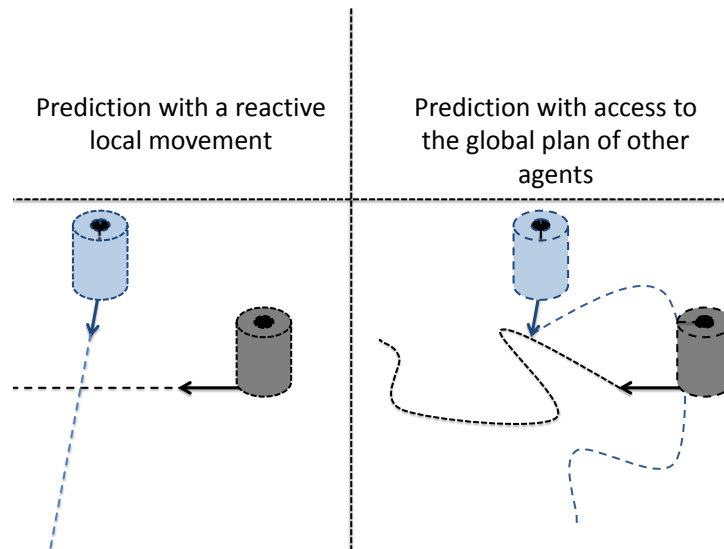 Prediction with a reactive
local movement
Prediction with access to
the global plan of other
agents